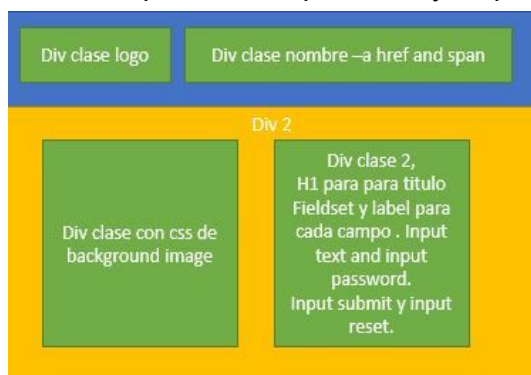 Div clase logo
Div clase nombre –a href and span
Div 2
Div clase con css de
background image
Div clase 2,
H1 para para titulo
Fieldset y label para
cada campo . Input
text and input
password.
Input submit y input
reset.